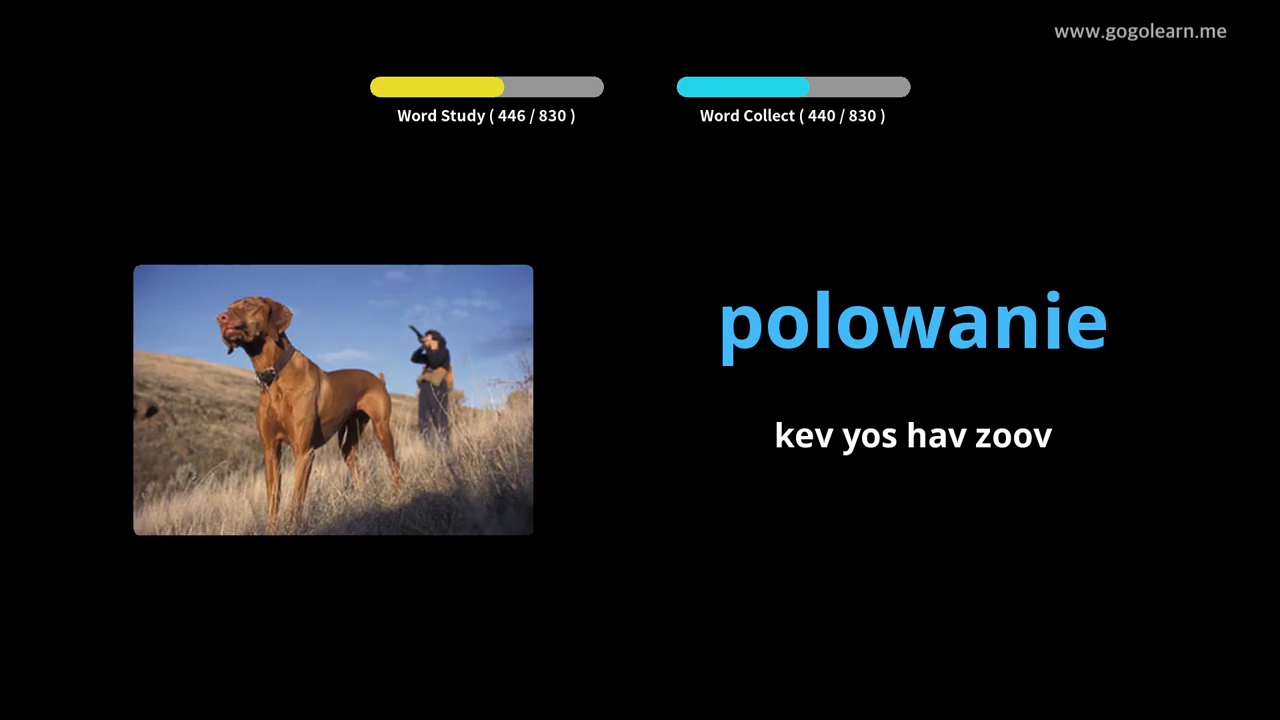 www.gogolearn.me
Word Study ( 446 / 830 )
Word Collect ( 440 / 830 )
polowanie
kev yos hav zoov